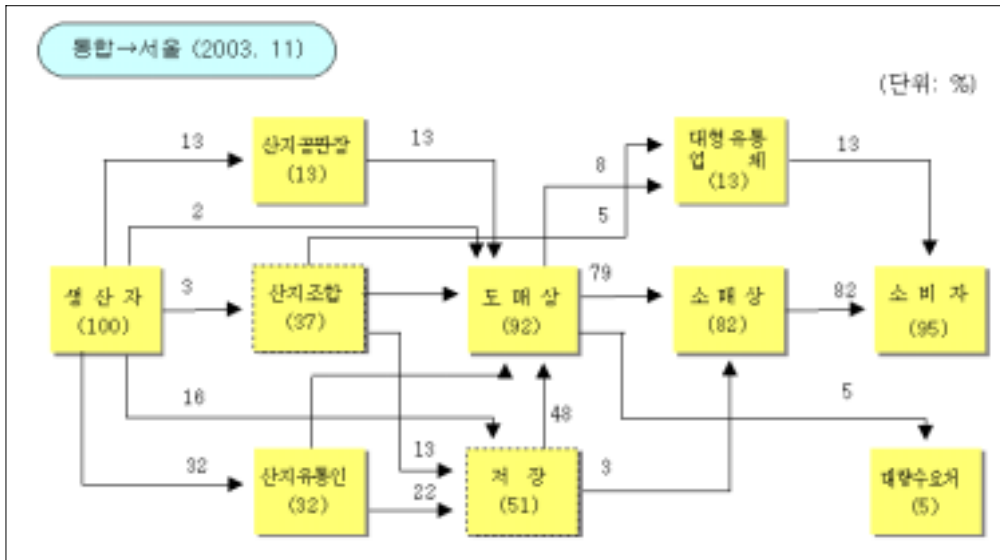 통합→서울 (2003. 11)
(단위: %)
13
산지공판장
(13)
13
대형유통
업 체
(13)
13
8
2
5
생 산 자
(100)
3
산지조합
(37)
도 매 상
(92)
79
소 매 상
(82)
82
소 비 자
(95)
16
48
5
32
산지유통인
(32)
13
22
저 장
(51)
3
대량수요처
(5)